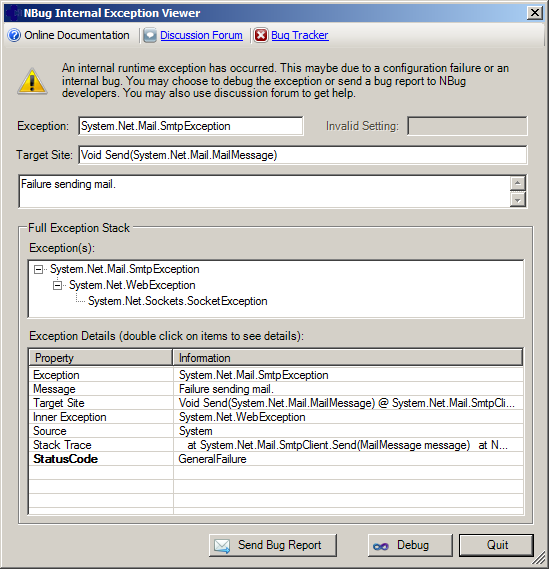 NBug Internal Exception Viewer
Online Documentation Discussion Forum Bug Tracker
An internal runtime exception has occurred. This maybe due to a configuration failure or an
internal bug. You may choose to debug the exception or send a bug report to NBug
developers. You may also use discussion forum to get help.
Exception: System.Net.Mail.SmtpException Invalid Setting:
Target Site: Void Send(System.Net.Mail.MailMessage)
Failure sending mail.
Full Exception Stack
Exception(s):
System.Net.Mail.SmtpException
System.Net.WebException
System.Net.Sockets.SocketException
Exception Details (double click on items to see details):
Property Information
Exception System.Net.Mail.SmtpException
Message Failure sending mail.
Target Site Void Send(System.Net.Mail.MailMessage) @ System.Net.Mail.SmtpCli...
Inner Exception System.Net.WebException
Source System
Stack Trace at System.Net.Mail.SmtpClient.Send(MailMessage message) at N...
StatusCode GeneralFailure
Send Bug Report Debug Quit